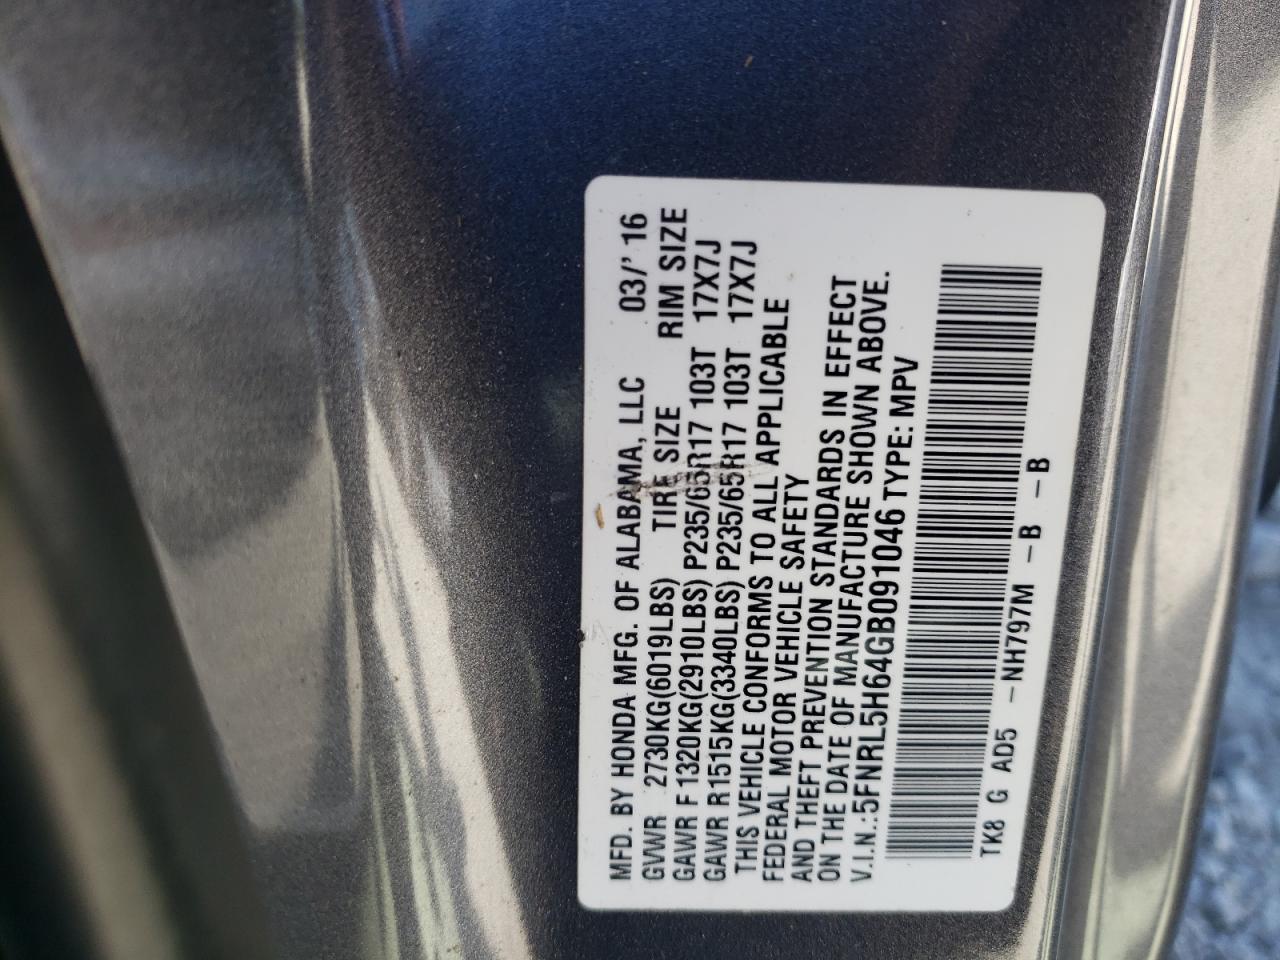 MFD. BY HONDA MFG. OF ALABAMA, LLC 03/' 16
GVWR 2730KG(6019LBS) TIRE SIZE RIM SIZE
GAWR F 1320KG(2910LBS) P235/65R17 103T 17X7J
GAWR R 1515KG(3340LBS) P235/65R17 103T 17X7J
THIS VEHICLE CONFORMS TO ALL APPLICABLE
FEDERAL MOTOR VEHICLE SAFETY
AND THEFT PREVENTION STANDARDS IN EFFECT
ON THE DATE OF MANUFACTURE SHOWN ABOVE.
V.I.N.:5FNRL5H64GB091046 TYPE: MPV
TK8 G AD5 -NH797M -B -B